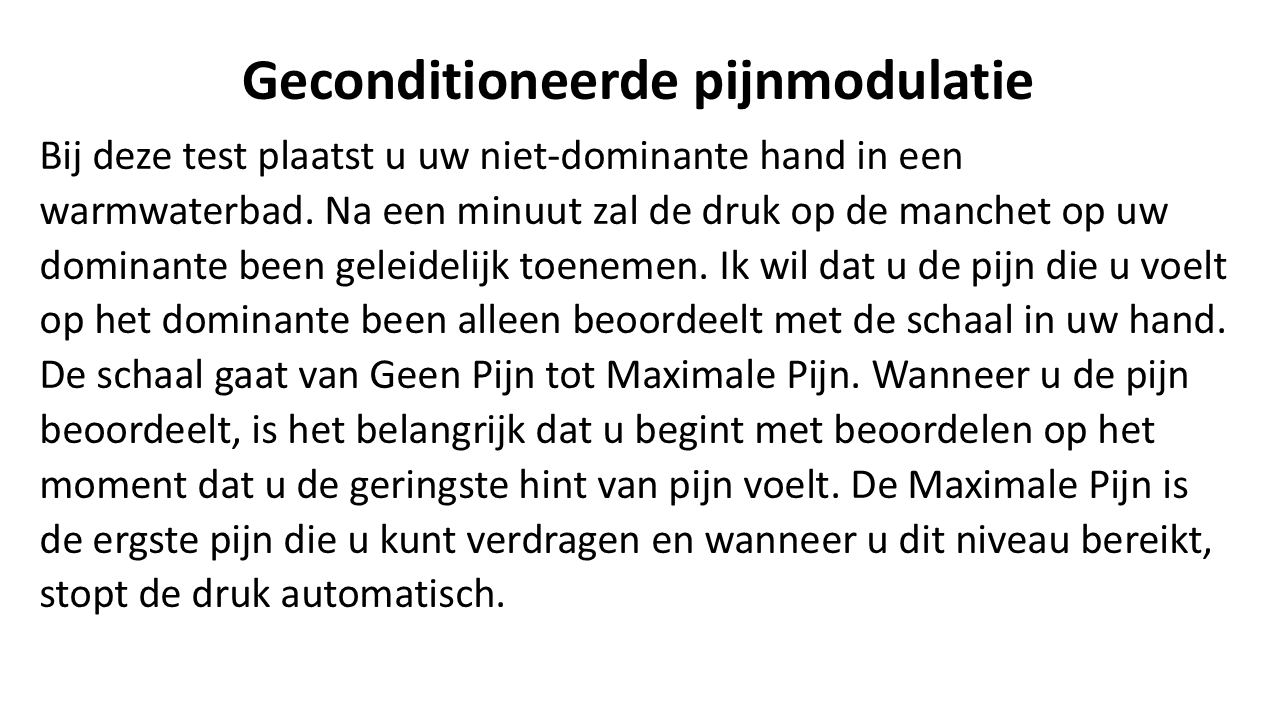 Geconditioneerde pijnmodulatie
Bij deze test plaatst u uw niet-dominante hand in een
warmwaterbad. Na een minuut zal de druk op de manchet op uw
dominante been geleidelijk toenemen. Ik wil dat u de pijn die u voelt
op het dominante been alleen beoordeelt met de schaal in uw hand.
De schaal gaat van Geen Pijn tot Maximale Pijn. Wanneer u de pijn
beoordeelt, is het belangrijk dat u begint met beoordelen op het
moment dat u de geringste hint van pijn voelt. De Maximale Pijn is
de ergste pijn die u kunt verdragen en wanneer u dit niveau bereikt,
stopt de druk automatisch.